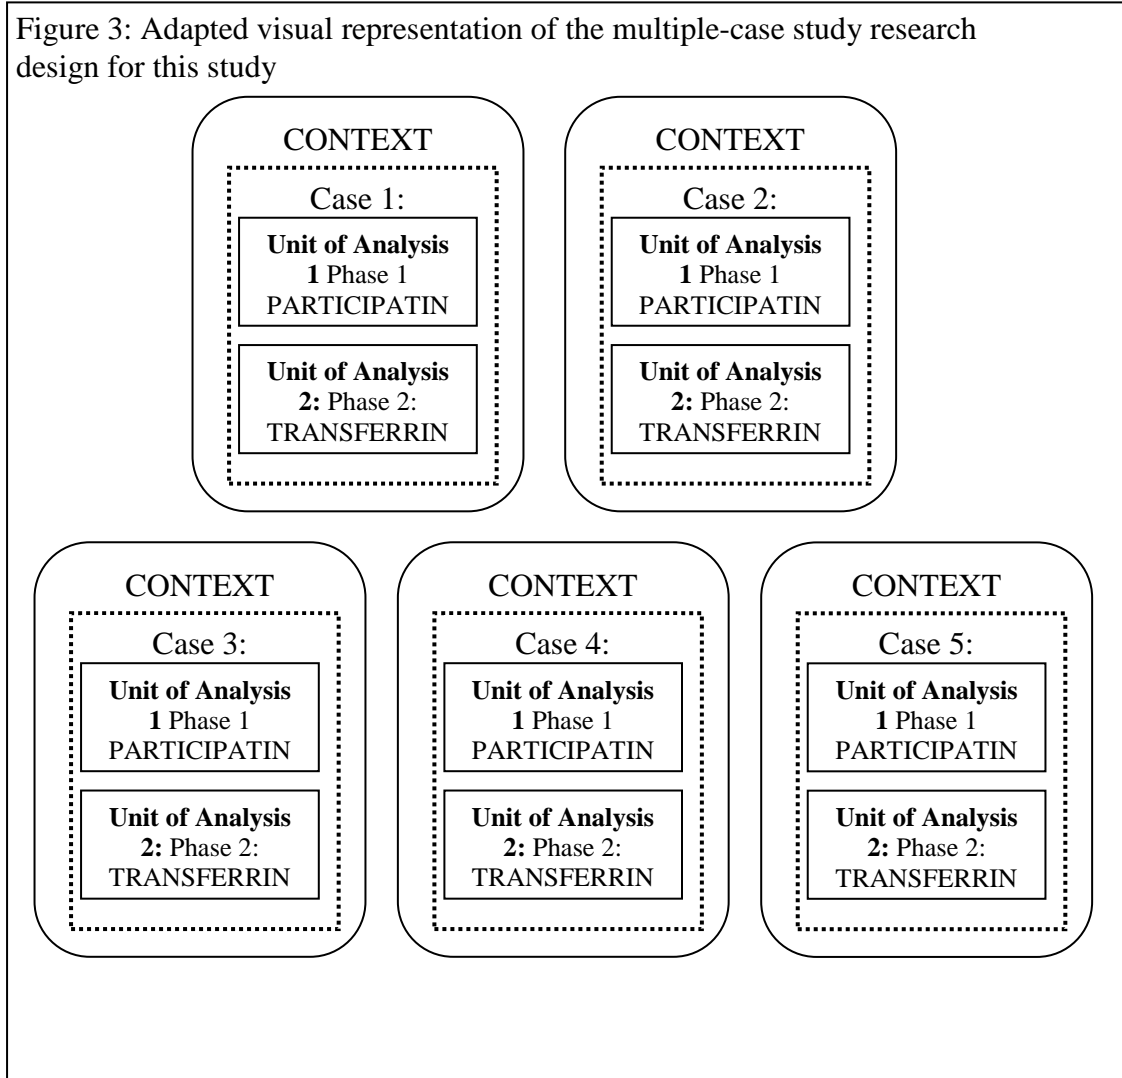 Figure 3: Adapted visual representation of the multiple-case study research
design for this study
CONTEXT
Case 1:
Unit of Analysis
1 Phase 1
PARTICIPATIN
Unit of Analysis
2: Phase 2:
TRANSFERRIN
CONTEXT
Case 2:
Unit of Analysis
1 Phase 1
PARTICIPATIN
Unit of Analysis
2: Phase 2:
TRANSFERRIN
CONTEXT
Case 3:
Unit of Analysis
1 Phase 1
PARTICIPATIN
Unit of Analysis
2: Phase 2:
TRANSFERRIN
CONTEXT
Case 4:
Unit of Analysis
1 Phase 1
PARTICIPATIN
Unit of Analysis
2: Phase 2:
TRANSFERRIN
CONTEXT
Case 5:
Unit of Analysis
1 Phase 1
PARTICIPATIN
Unit of Analysis
2: Phase 2:
TRANSFERRIN